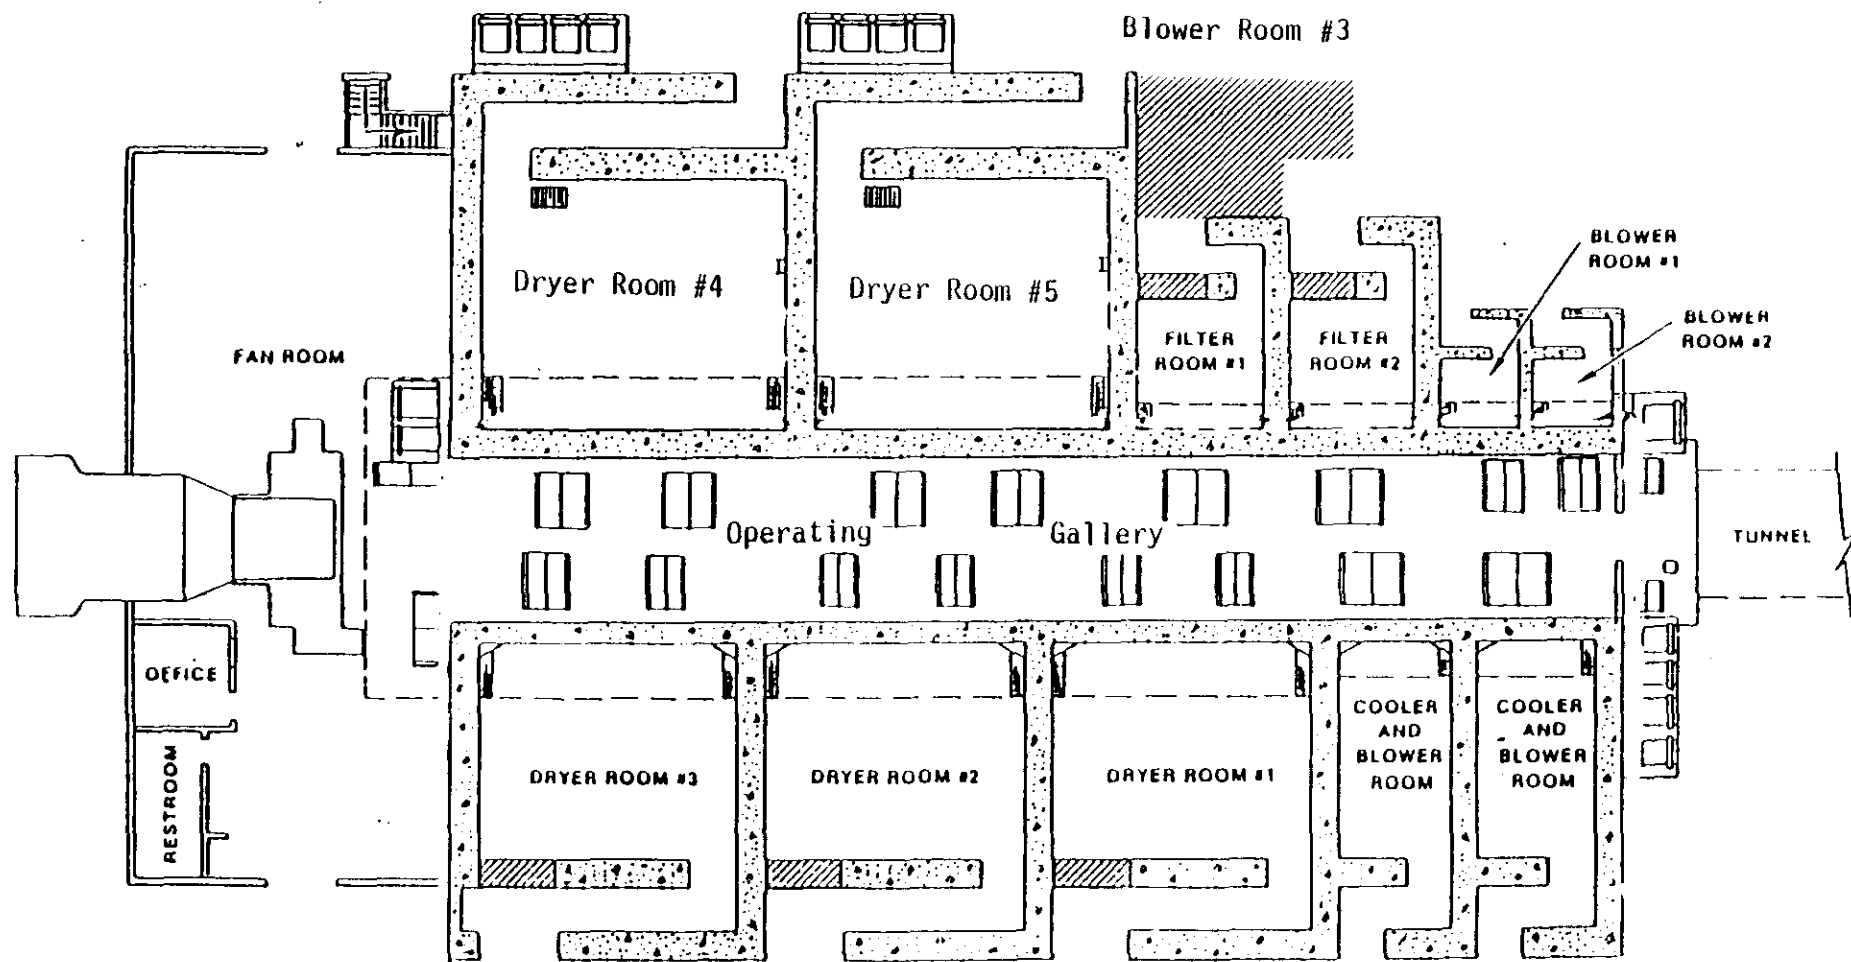 Blower Room #3
BLOWER
ROOM #1
Dryer Room #4
Dryer Room #5
BLOWER
ROOM #2
FAN ROOM
FILTER
ROOM #1
FILTER
ROOM #2
Operating Gallery
TUNNEL
OFFICE
RESTROOM
DRYER ROOM #3
DRYER ROOM #2
DRYER ROOM #1
COOLER
AND
BLOWER
ROOM
COOLER
AND
BLOWER
ROOM